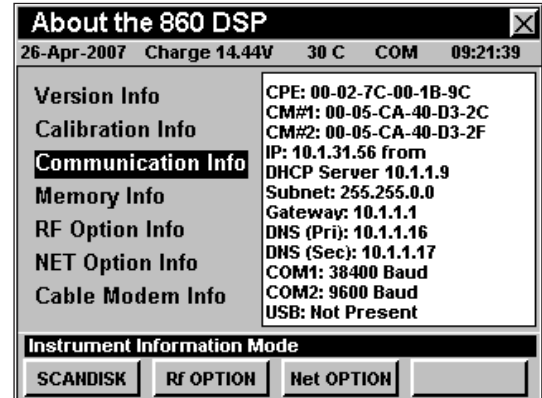 About the 860 DSP
26-Apr-2007 Charge 14.44V 30 C COM 09:21:39
Version Info
Calibration Info
Communication Info
Memory Info
RF Option Info
NET Option Info
Cable Modem Info
CPE: 00-02-7C-00-1B-9C
CM#1: 00-05-CA-40-D3-2C
CM#2: 00-05-CA-40-D3-2F
IP: 10.1.31.56 from
DHCP Server 10.1.1.9
Subnet: 255.255.0.0
Gateway: 10.1.1.1
DNS (Pri): 10.1.1.16
DNS (Sec): 10.1.1.17
COM1: 38400 Baud
COM2: 9600 Baud
USB: Not Present
Instrument Information Mode
SCANDISK Rf OPTION Net OPTION